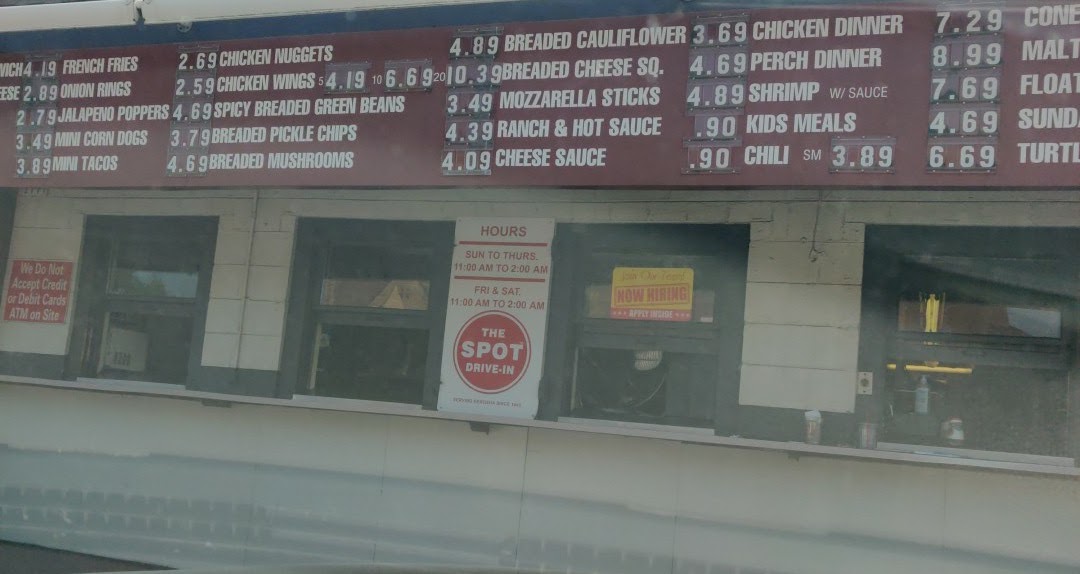 WICH 4.19
EESE 2.89
2.79
3.49
3.89
FRENCH FRIES 2.69
ONION RINGS 2.59
JALAPENO POPPERS 4.69
MINI CORN DOGS 3.79
MINI TACOS 4.69
CHICKEN NUGGETS 4.89
CHICKEN WINGS 5 4.19 10 6.69 20 10.39
SPICY BREADED GREEN BEANS 3.49
BREADED PICKLE CHIPS 4.39
BREADED MUSHROOMS 4.09
BREADED CAULIFLOWER 3.69
BREADED CHEESE SQ. 4.69
MOZZARELLA STICKS 4.89
RANCH & HOT SAUCE .90
CHEESE SAUCE .90
CHICKEN DINNER 7.29
PERCH DINNER 8.99
SHRIMP W/ SAUCE 7.69
KIDS MEALS 4.69
CHILI SM 3.89 6.69
CONE
MALT
FLOAT
SUND
TURTL
We Do Not
Accept Credit
or Debit Cards
ATM on Site
HOURS
SUN TO THURS.
11:00 AM TO 2:00 AM
FRI & SAT.
11:00 AM TO 2:00 AM
THE
SPOT
DRIVE-IN
Join Our Team!
NOW HIRING
APPLY INSIDE